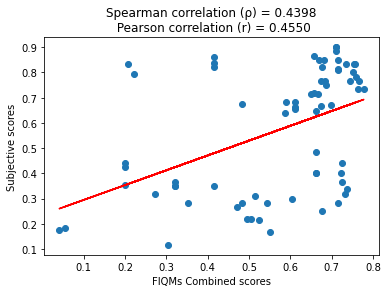 Spearman correlation (ρ) = 0.4398
Pearson correlation (r) = 0.4550
0.9
0.8
0.7
0.6
0.5
0.4
0.3
0.2
0.1
Subjective scores
0.1 0.2 0.3 0.4 0.5 0.6 0.7 0.8
FIQMs Combined scores